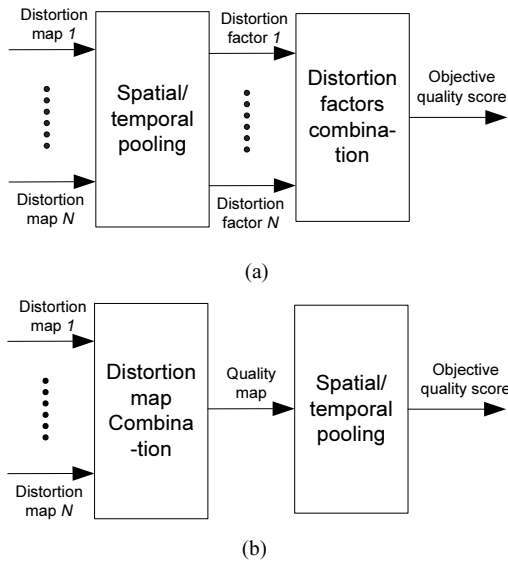 Distortion
map 1
Distortion
map N
Spatial/
temporal
pooling
Distortion
factor 1
Distortion
factor N
Distortion
factors
combina-
tion
Objective
quality score
(a)
Distortion
map 1
Distortion
map N
Distortion
map
Combina
-tion
Quality
map
Spatial/
temporal
pooling
Objective
quality score
(b)